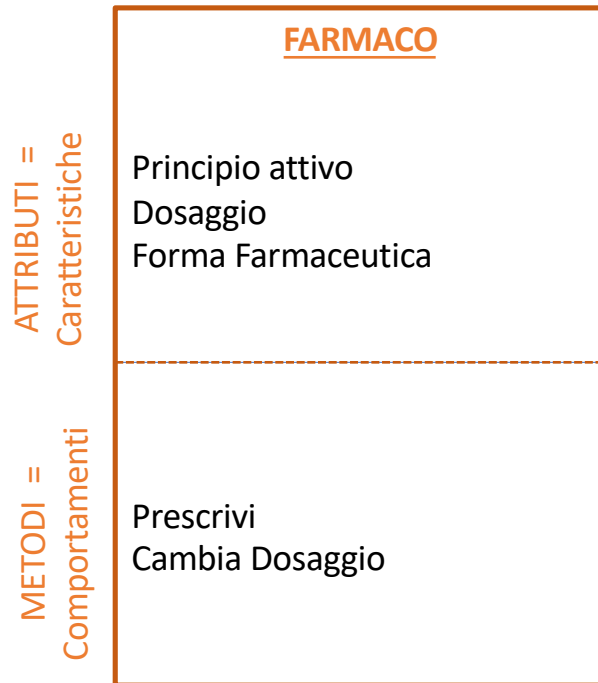 FARMACO
ATTRIBUTI =
Caratteristiche
Principio attivo
Dosaggio
Forma Farmaceutica
METODI =
Comportamenti
Prescrivi
Cambia Dosaggio